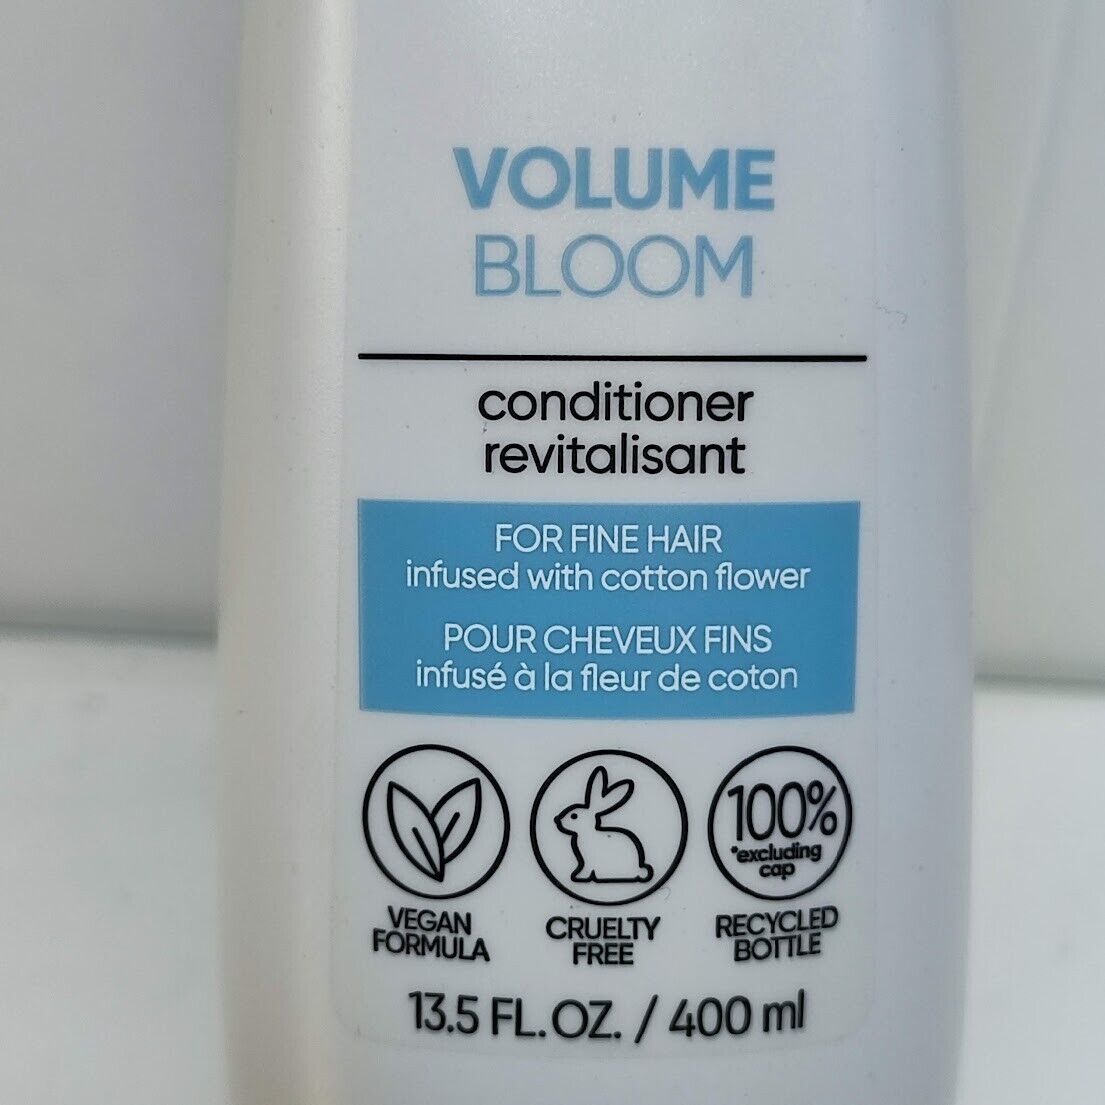 VOLUME
BLOOM
conditioner
revitalisant
FOR FINE HAIR
infused with cotton flower
POUR CHEVEUX FINS
infusé à la fleur de coton
100%
*excluding
cap
VEGAN
FORMULA
CRUELTY
FREE
RECYCLED
BOTTLE
13.5 FL.OZ. / 400 ml